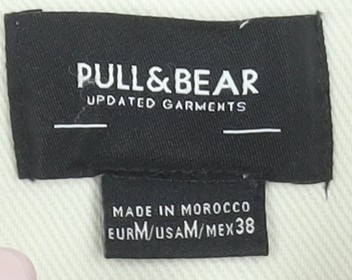 PULL&BEAR
UPDATED GARMENTS
MADE IN MOROCCO
EURM/USAM/MEX38